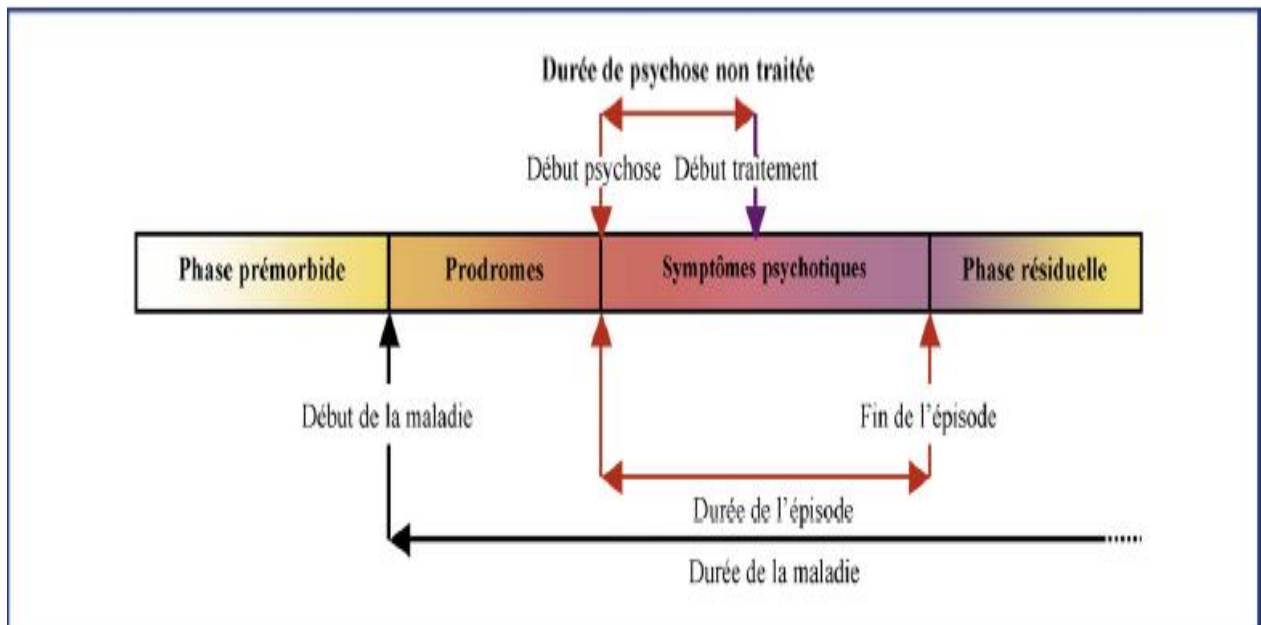 Durée de psychose non traitée
Début psychose Début traitement
Phase prémorbide Prodromes Symptômes psychotiques Phase résiduelle
Début de la maladie Fin de l'épisode
Durée de l'épisode
Durée de la maladie